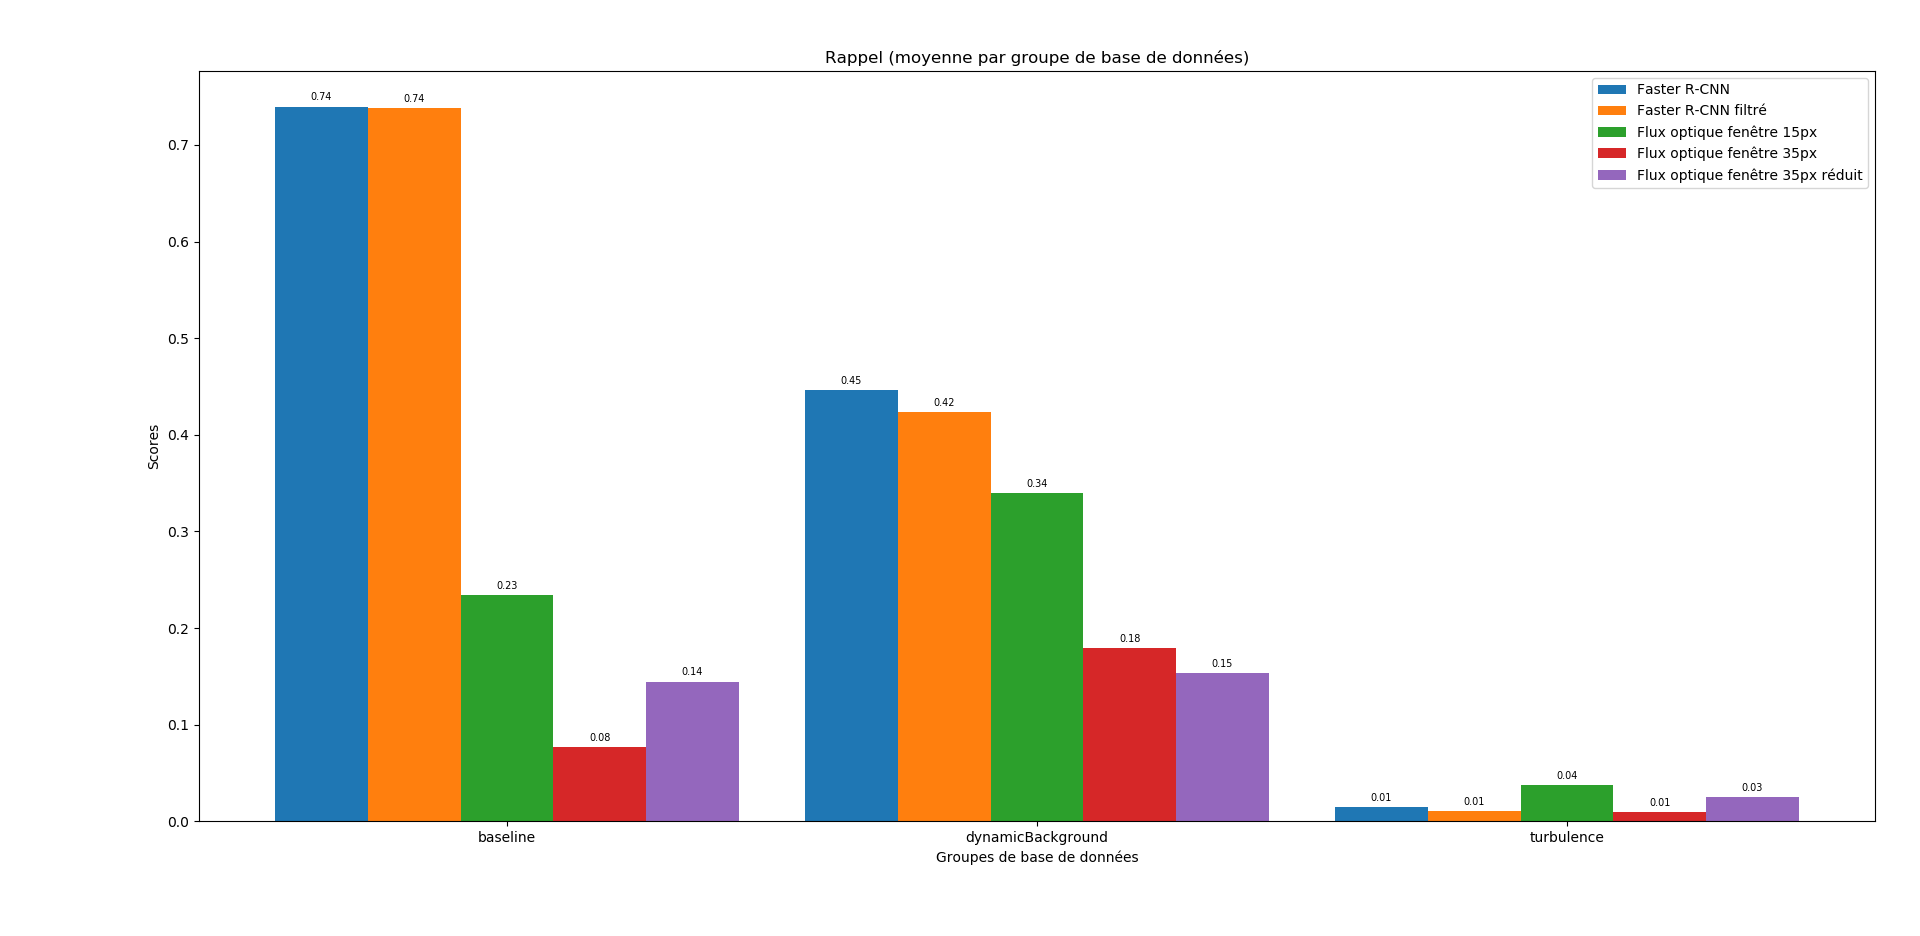 Rappel (moyenne par groupe de base de données)
Faster R-CNN
Faster R-CNN filtré
Flux optique fenêtre 15px
Flux optique fenêtre 35px
Flux optique fenêtre 35px réduit
Scores
0.7
0.6
0.5
0.4
0.3
0.2
0.1
0.0
0.74
0.74
0.23
0.08
0.14
0.45
0.42
0.34
0.18
0.15
0.01
0.01
0.04
0.01
0.03
baseline
dynamicBackground
turbulence
Groupes de base de données